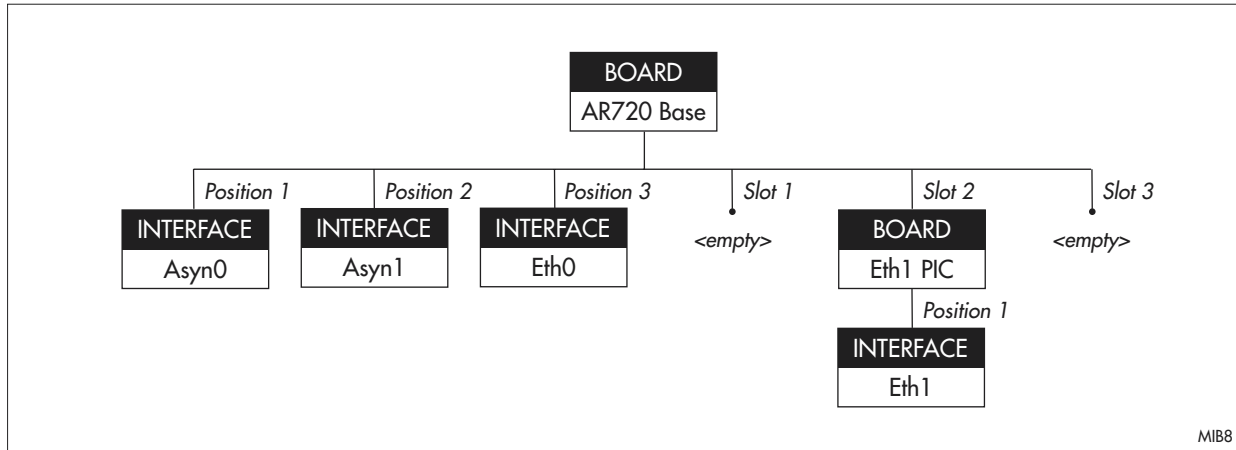 BOARD
AR720 Base
Position 1
Position 2
Position 3
Slot 1
Slot 2
Slot 3
INTERFACE
Asyn0
INTERFACE
Asyn1
INTERFACE
Eth0
<empty>
BOARD
Eth1 PIC
<empty>
Position 1
INTERFACE
Eth1
MIB8